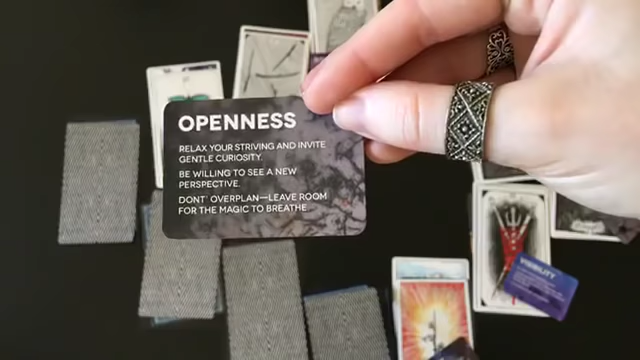 OPENNESS
RELAX YOUR STRIVING AND INVITE
GENTLE CURIOSITY.
BE WILLING TO SEE A NEW
PERSPECTIVE.
DONT' OVERPLAN—LEAVE ROOM
FOR THE MAGIC TO BREATHE
VISIBILITY